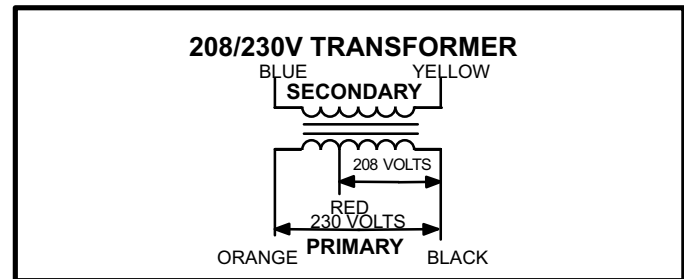 208/230V TRANSFORMER
BLUE YELLOW
SECONDARY
208 VOLTS
RED
230 VOLTS
PRIMARY
ORANGE BLACK